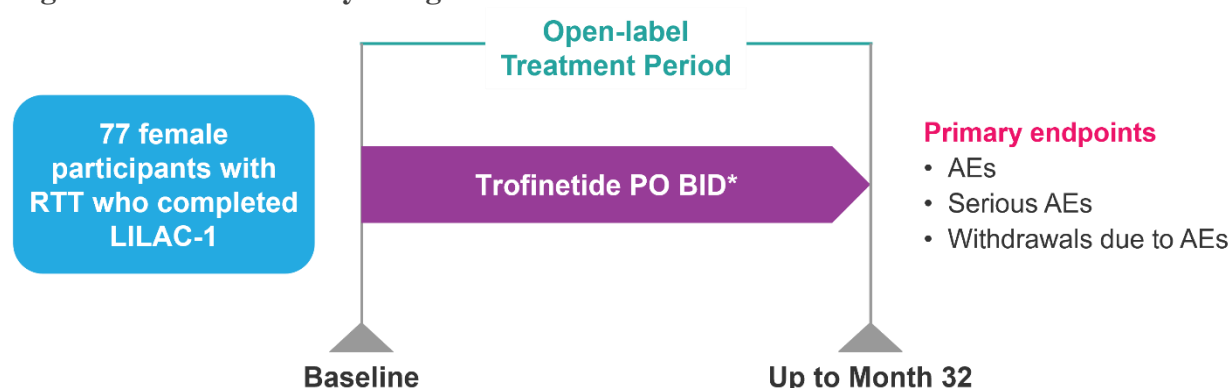 Open-label
Treatment Period
77 female
participants with
RTT who completed
LILAC-1
Trofinetide PO BID*
Primary endpoints
• AEs
• Serious AEs
• Withdrawals due to AEs
Baseline
Up to Month 32